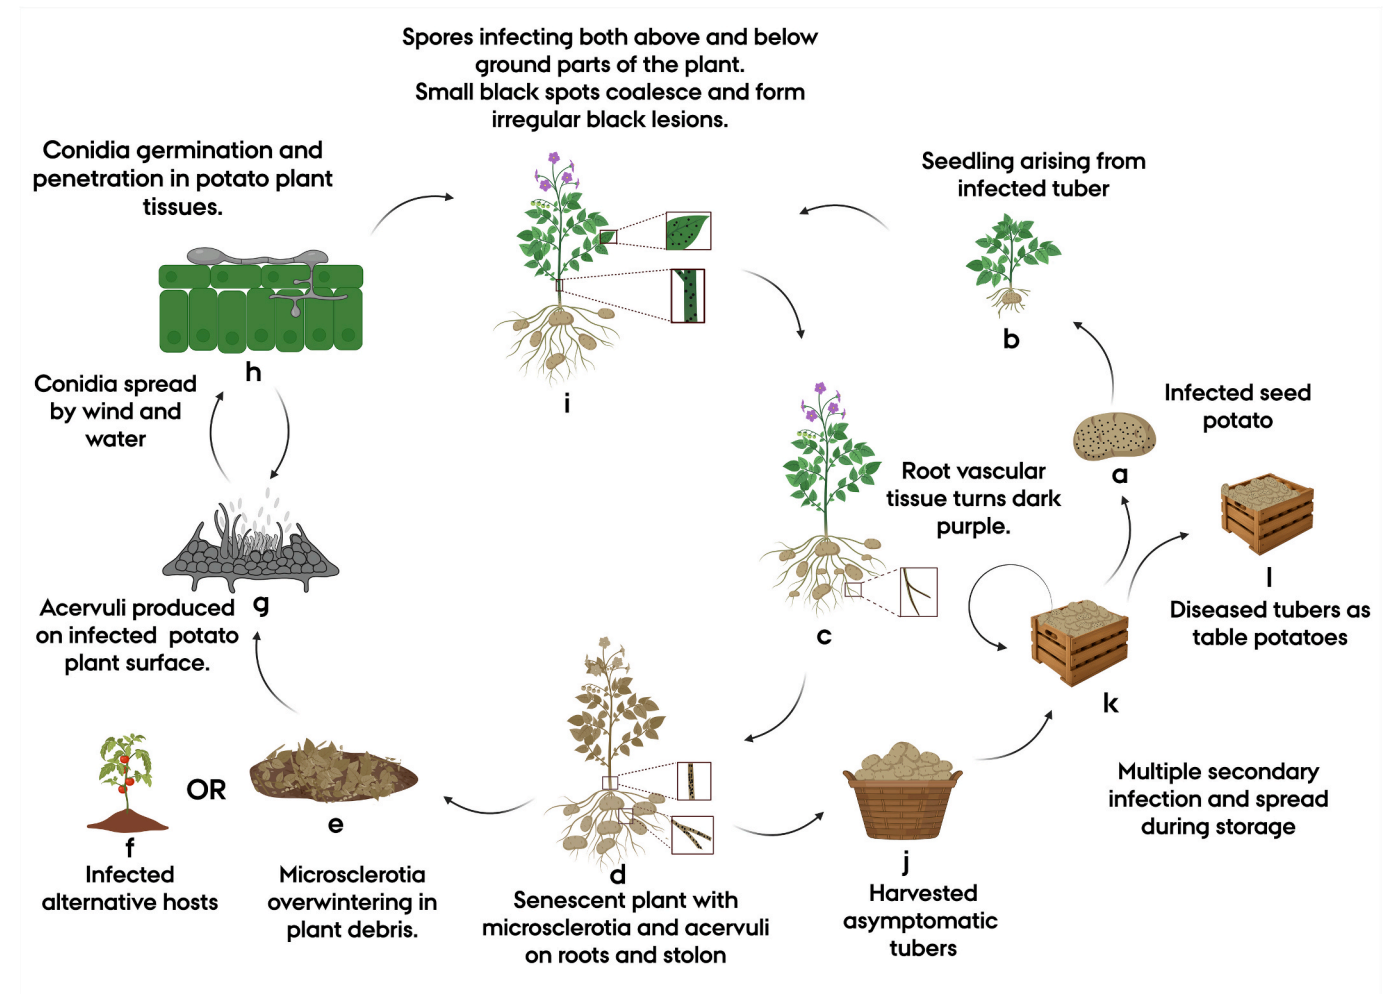 Spores infecting both above and below
ground parts of the plant.
Small black spots coalesce and form
irregular black lesions.
Conidia germination and
penetration in potato plant
tissues.
Seedling arising from
infected tuber
h
i
b
Conidia spread
by wind and
water
Infected seed
potato
a
Root vascular
tissue turns dark
purple.
l
Diseased tubers as
table potatoes
g
Acervuli produced
on infected potato
plant surface.
c
k
Multiple secondary
infection and spread
during storage
OR
f
Infected
alternative hosts
e
Microsclerotia
overwintering in
plant debris.
d
Senescent plant with
microsclerotia and acervuli
on roots and stolon
j
Harvested
asymptomatic
tubers